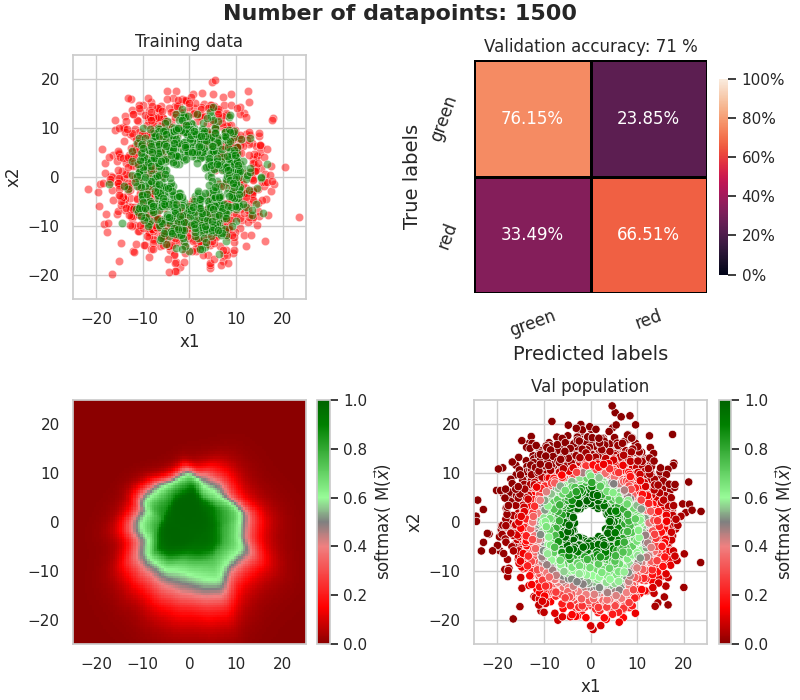 Number of datapoints: 1500
Training data
x2
20
10
0
−10
−20
−20 −10 0 10 20
x1
Validation accuracy: 71 %
True labels
green
red
76.15% 23.85%
33.49% 66.51%
green red
Predicted labels
100%
80%
60%
40%
20%
0%
20
10
0
−10
−20
−20 −10 0 10 20
1.0
0.8
0.6
0.4
0.2
0.0
softmax( M(x⃗)
Val population
x2
20
10
0
−10
−20
−20 −10 0 10 20
x1
1.0
0.8
0.6
0.4
0.2
0.0
softmax( M(x⃗)